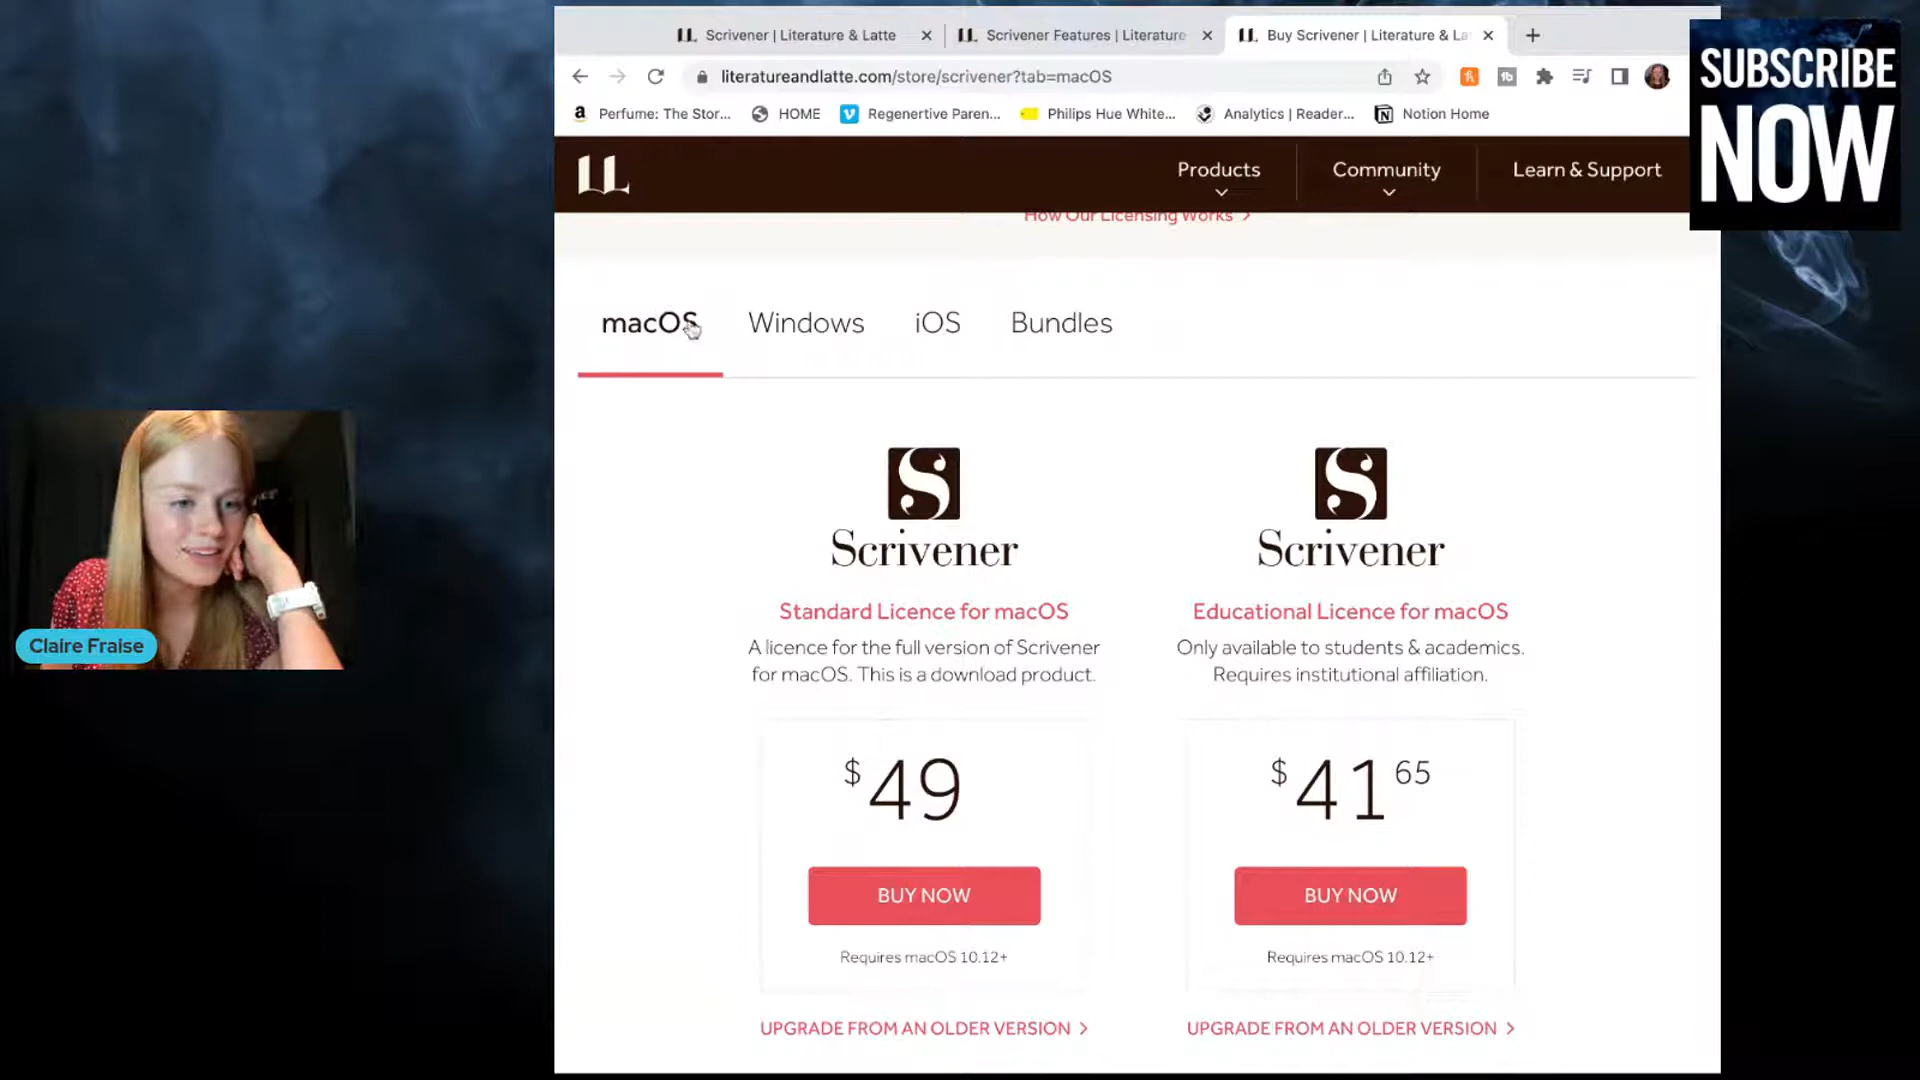 Scrivener | Literature & Latte
Scrivener Features | Literature
Buy Scrivener | Literature & La
literatureandlatte.com/store/scrivener?tab=macOS
Perfume: The Stor...
HOME
Regenertive Paren...
Philips Hue White...
Analytics | Reader...
Notion Home
SUBSCRIBE
NOW
LL
Products
Community
Learn & Support
How Our Licensing Works >
macOS
Windows
iOS
Bundles
Scrivener
Standard Licence for macOS
A licence for the full version of Scrivener
for macOS. This is a download product.
$49
BUY NOW
Requires macOS 10.12+
UPGRADE FROM AN OLDER VERSION >
Scrivener
Educational Licence for macOS
Only available to students & academics.
Requires institutional affiliation.
$41 65
BUY NOW
Requires macOS 10.12+
UPGRADE FROM AN OLDER VERSION >
Claire Fraise